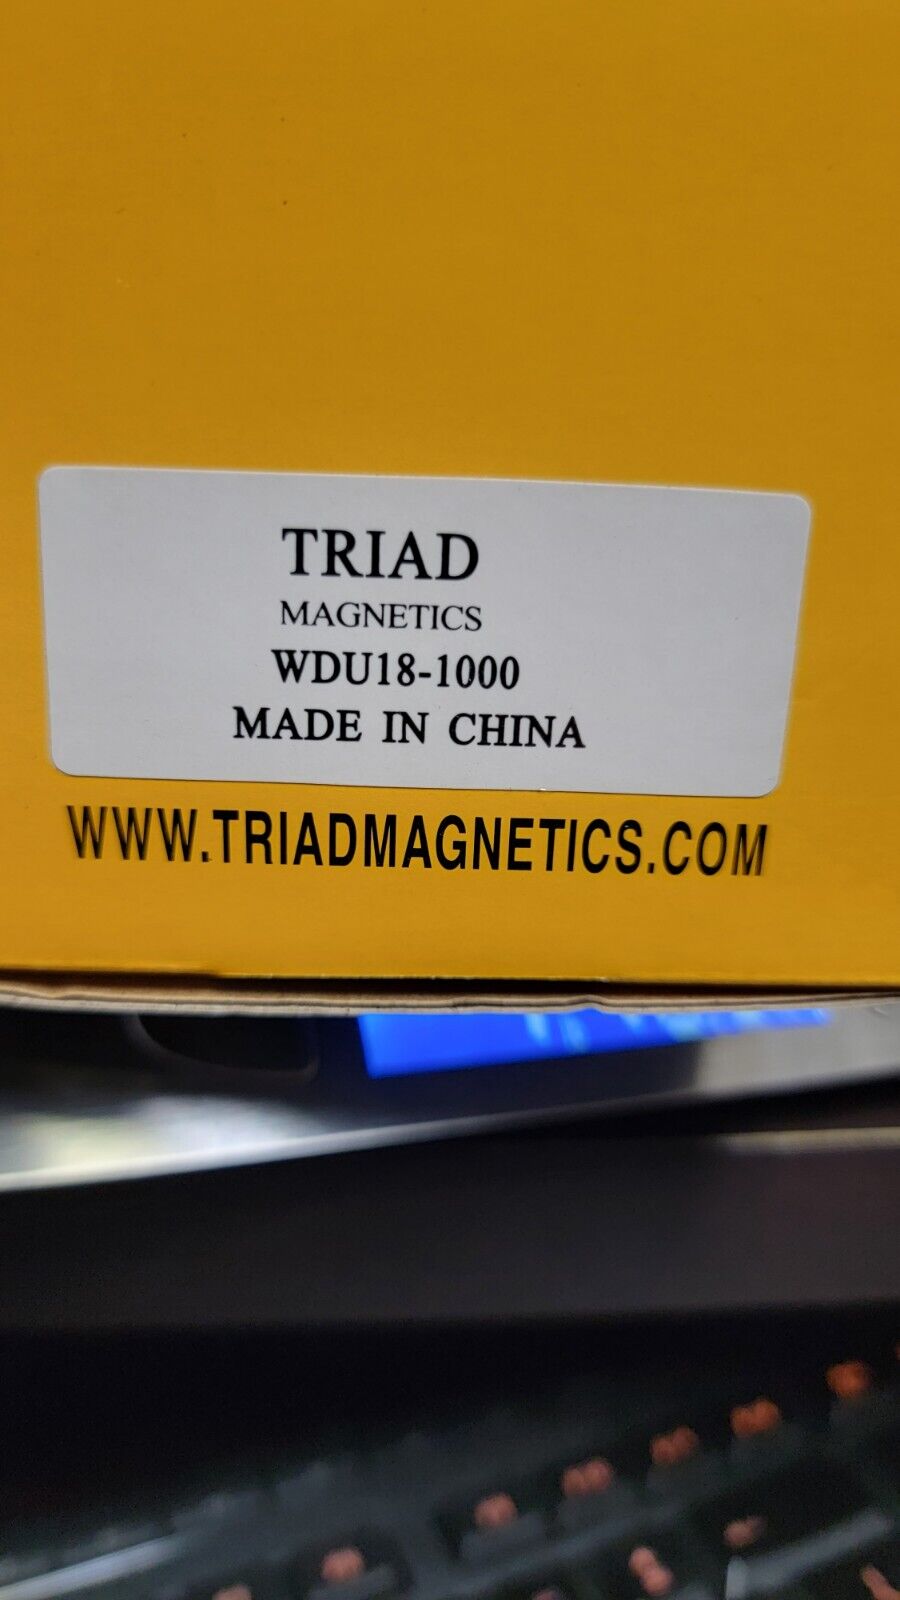 TRIAD
MAGNETICS
WDU18-1000
MADE IN CHINA
WWW.TRIADMAGNETICS.COM